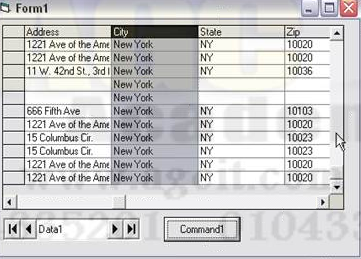 Form1
Address City State Zip
1221 Ave of the Ame New York NY 10020
1221 Ave of the Ame New York NY 10020
11 W. 42nd St., 3rd New York NY 10036
New York
New York
666 Fifth Ave New York NY 10103
1221 Ave of the Ame New York NY 10020
15 Columbus Cir. New York NY 10023
15 Columbus Cir. New York NY 10023
1221 Ave of the Ame New York NY 10020
1221 Ave of the Ame New York NY 10020
Data1 Command1